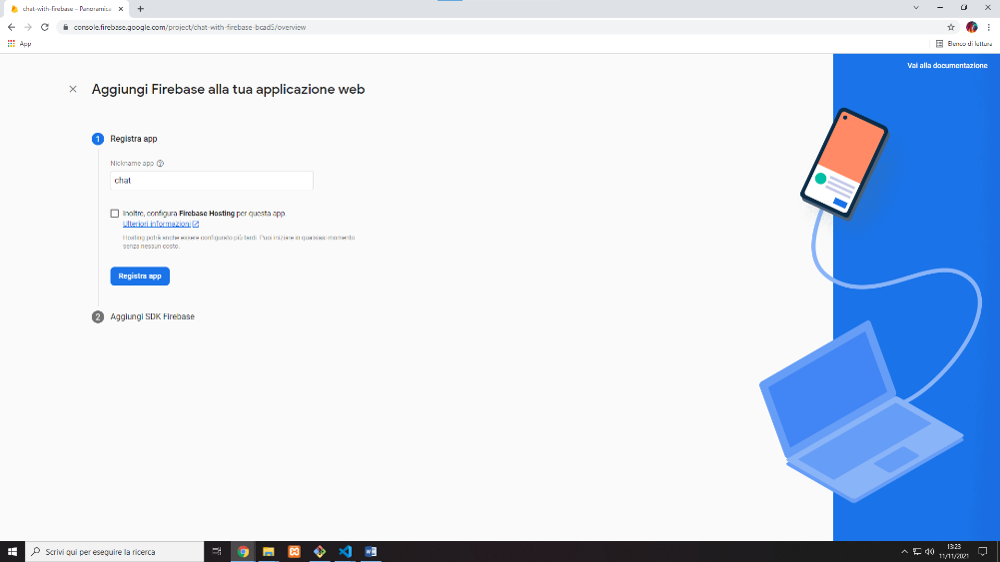 chat-with-firebase – Panoramica
console.firebase.google.com/project/chat-with-firebase-bcad5/overview
App
Elenco di lettura
Vai alla documentazione
Aggiungi Firebase alla tua applicazione web
1 Registra app
Nickname app
chat
Inoltre, configura Firebase Hosting per questa app
Ulteriori informazioni
Hosting potrà anche essere configurato più tardi. Puoi iniziare in qualsiasi momento
senza nessun costo.
Registra app
2 Aggiungi SDK Firebase
Scrivi qui per eseguire la ricerca
13:23
11/11/2021